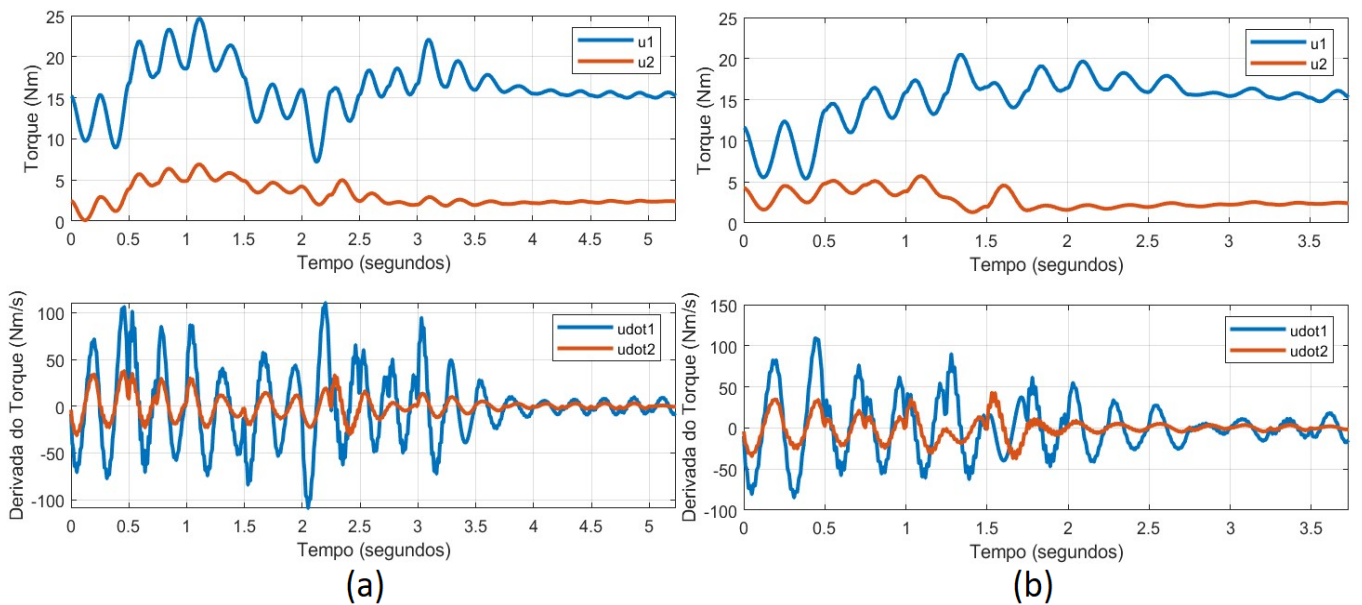 25
20
15
10
5
0
Torque (Nm)
u1
u2
0 0.5 1 1.5 2 2.5 3 3.5 4 4.5 5
Tempo (segundos)
25
20
15
10
5
0
Torque (Nm)
u1
u2
0 0.5 1 1.5 2 2.5 3 3.5
Tempo (segundos)
100
50
0
-50
-100
Derivada do Torque (Nm/s)
udot1
udot2
0 0.5 1 1.5 2 2.5 3 3.5 4 4.5 5
Tempo (segundos)
(a)
150
100
50
0
-50
-100
Derivada do Torque (Nm/s)
udot1
udot2
0 0.5 1 1.5 2 2.5 3 3.5
Tempo (segundos)
(b)